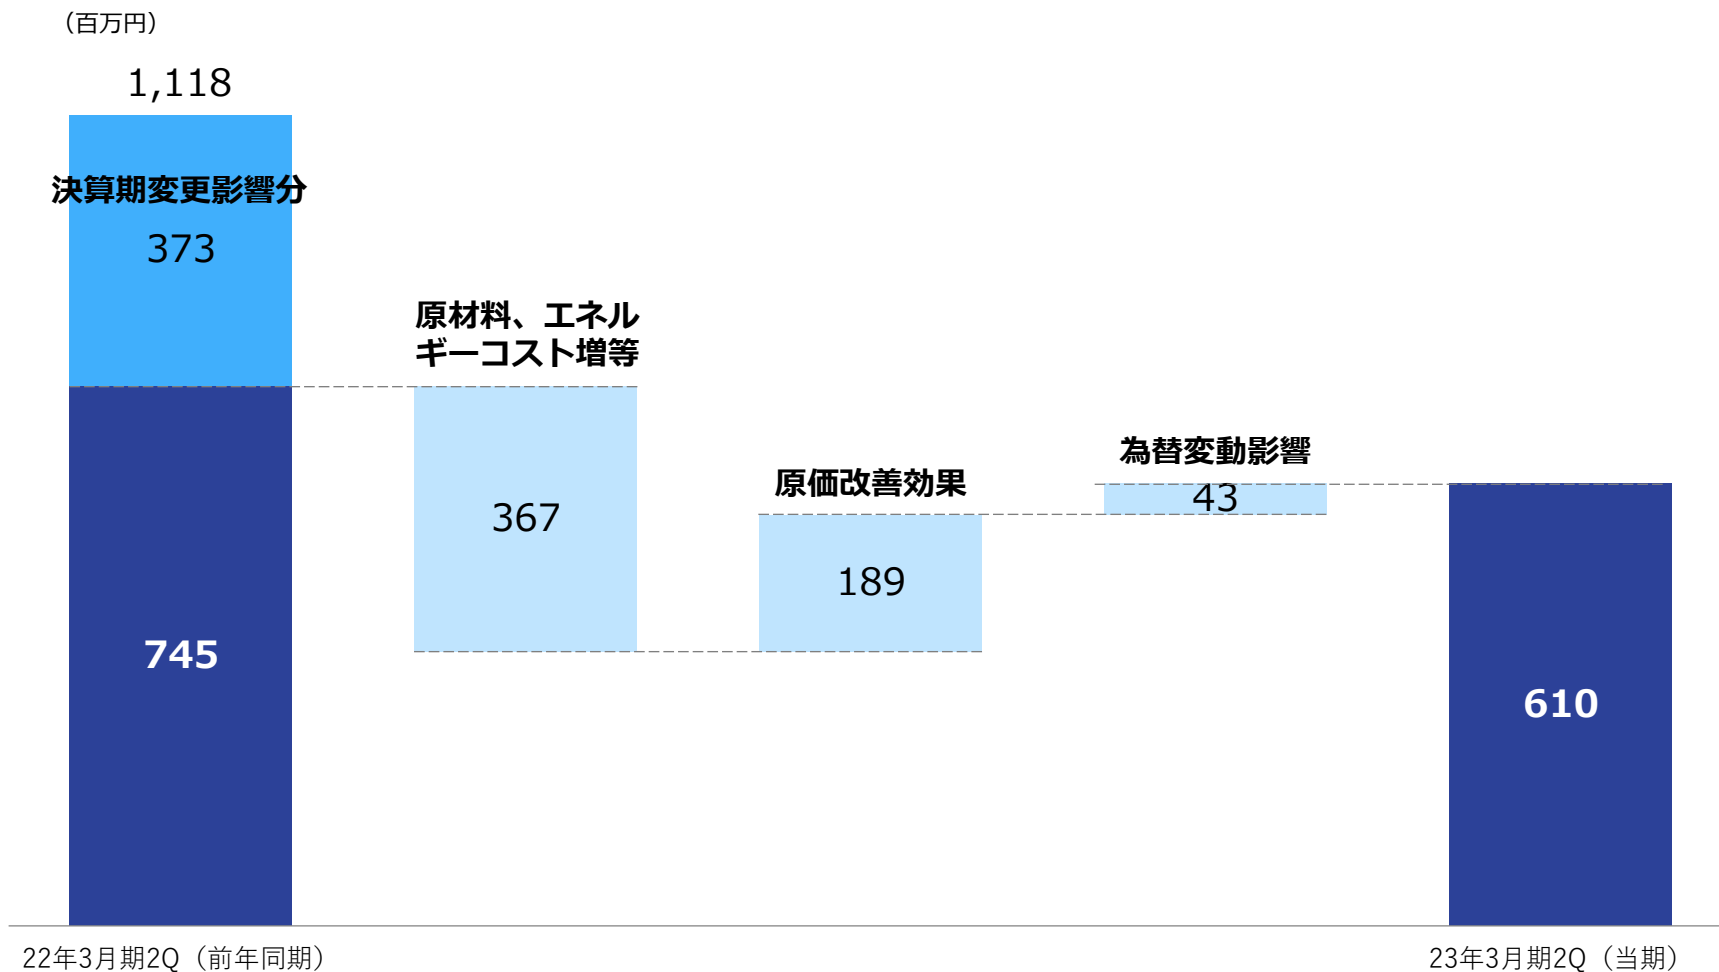 （百万円）
1,118
決算期変更影響分
373
原材料、エネル
ギーコスト増等
為替変動影響
原価改善効果
43
367
189
745
610
22年3月期2Q（前年同期）
23年3月期2Q（当期）